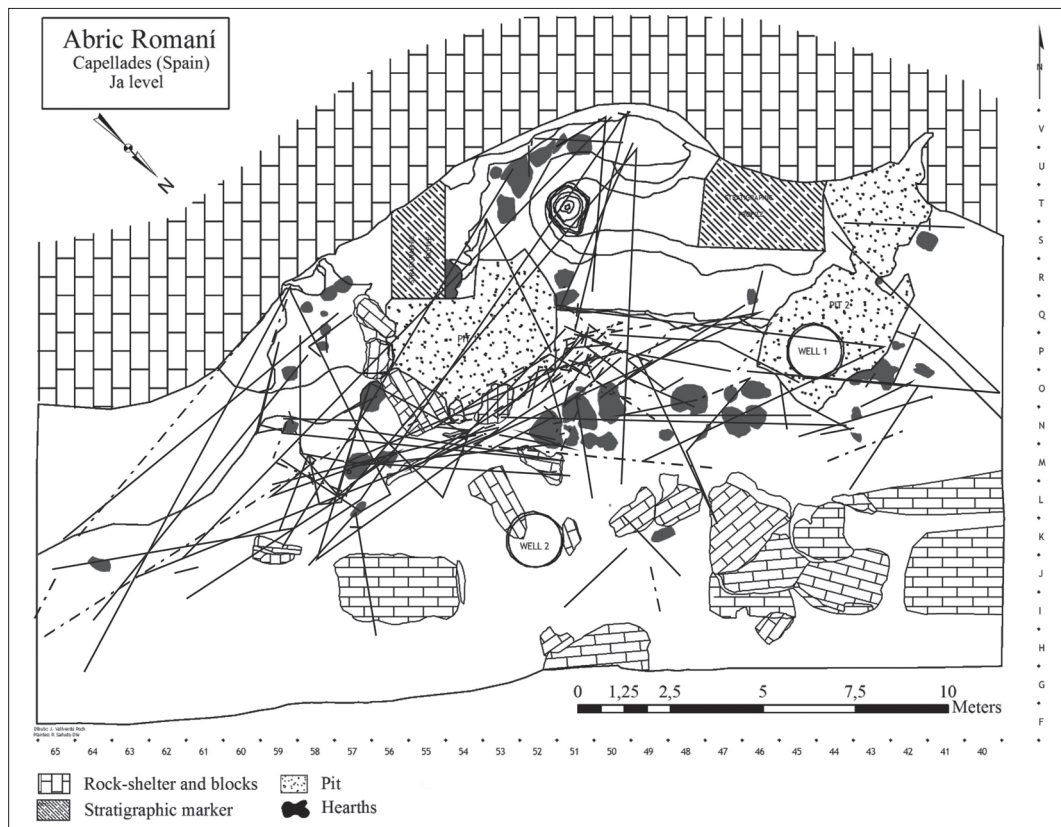 Abric Romaní
Capellades (Spain)
Ja level
N
N
V
U
T
S
R
Q
P
O
N
M
L
K
J
I
H
G
F
PIT 2
WELL 1
WELL 2
0 1,25 2,5 5 7,5 10
Meters
65 64 63 62 61 60 59 58 57 56 55 54 53 52 51 50 49 48 47 46 45 44 43 42 41 40
Rock-shelter and blocks
Pit
Stratigraphic marker
Hearths